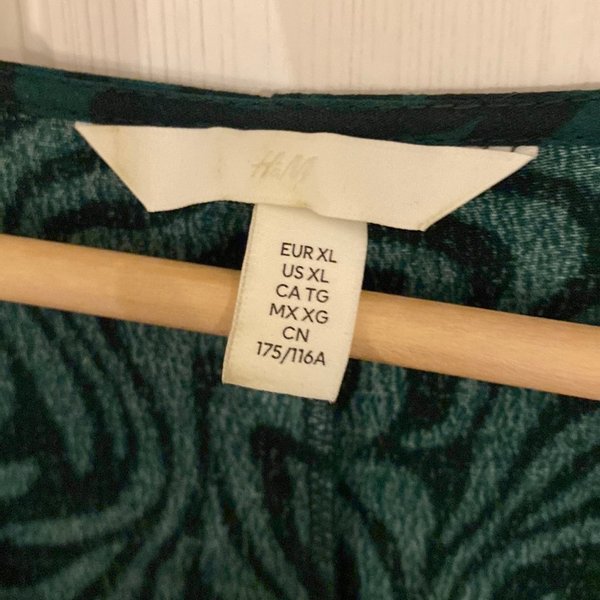 H&M
EUR XL
US XL
CA TG
MX XG
CN
175/116A